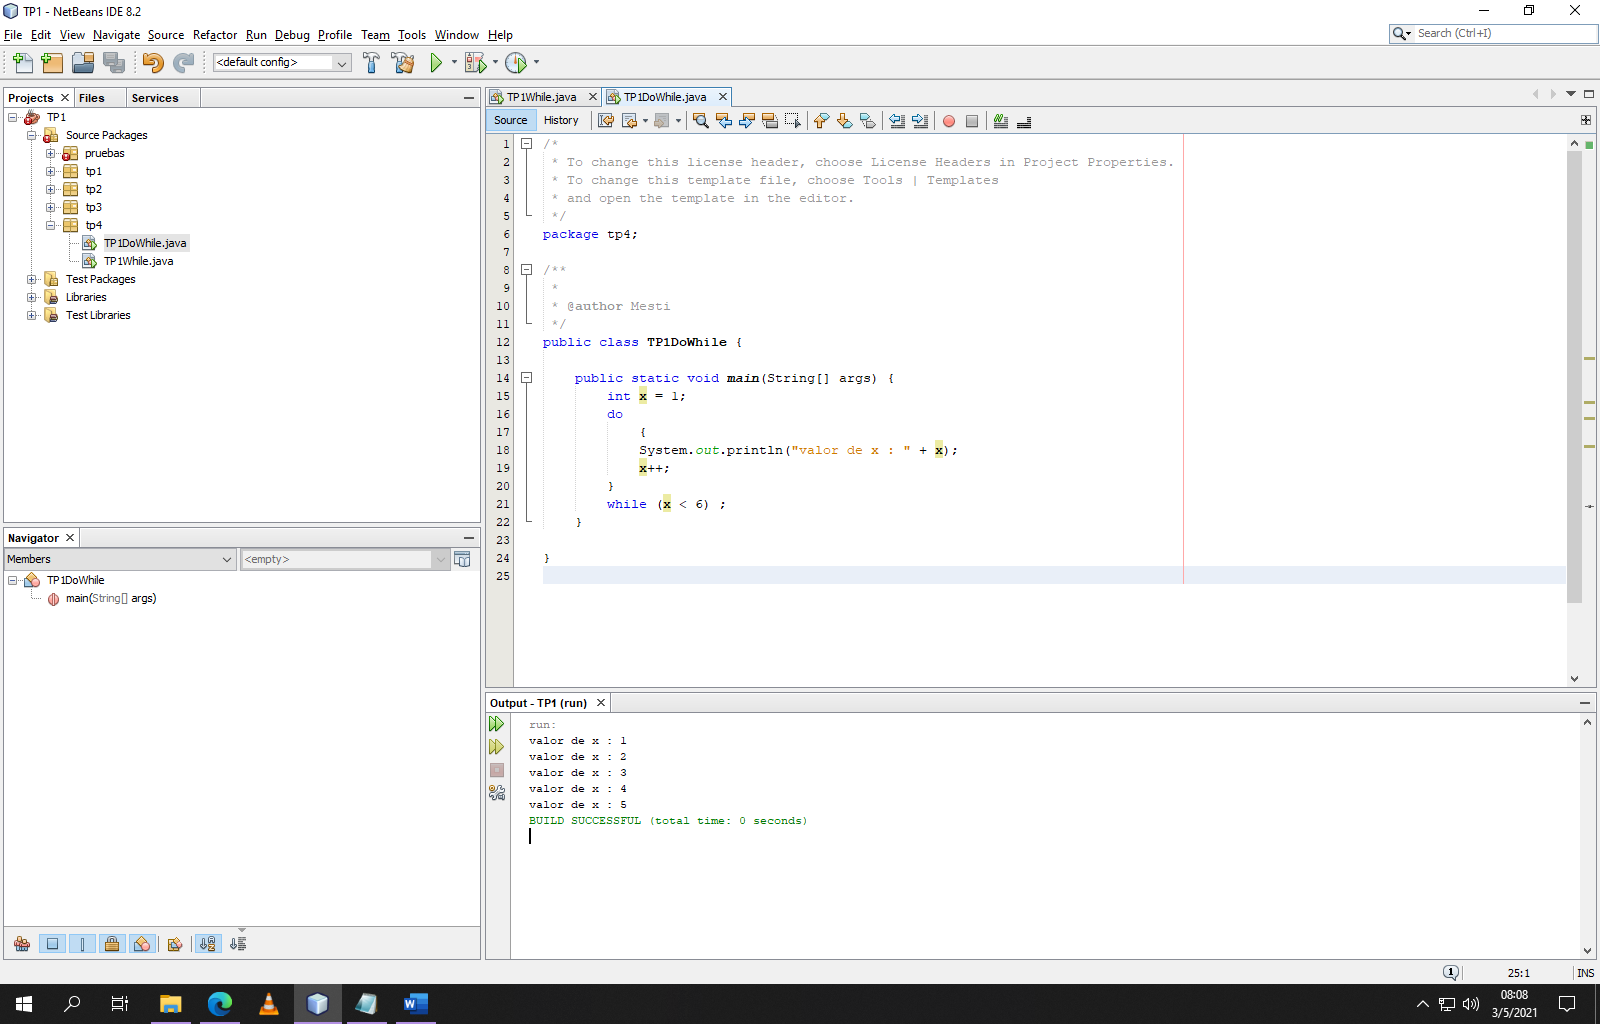 TP1 - NetBeans IDE 8.2
File Edit View Navigate Source Refactor Run Debug Profile Team Tools Window Help
Search (Ctrl+I)
<default config>
Projects Files Services
TP1
Source Packages
pruebas
tp1
tp2
tp3
tp4
TP1DoWhile.java
TP1While.java
Test Packages
Libraries
Test Libraries
Navigator
Members
<empty>
TP1DoWhile
main(String[] args)
TP1While.java TP1DoWhile.java
Source History
1 /*
2 * To change this license header, choose License Headers in Project Properties.
3 * To change this template file, choose Tools | Templates
4 * and open the template in the editor.
5 */
6 package tp4;
7
8 /**
9 *
10 * @author Mesti
11 */
12 public class TP1DoWhile {
13
14 public static void main(String[] args) {
15 int x = 1;
16 do
17 {
18 System.out.println("valor de x : " + x);
19 x++;
20 }
21 while (x < 6) ;
22 }
23
24 }
25
Output - TP1 (run)
run:
valor de x : 1
valor de x : 2
valor de x : 3
valor de x : 4
valor de x : 5
BUILD SUCCESSFUL (total time: 0 seconds)
1
25:1
INS
08:08
3/5/2021